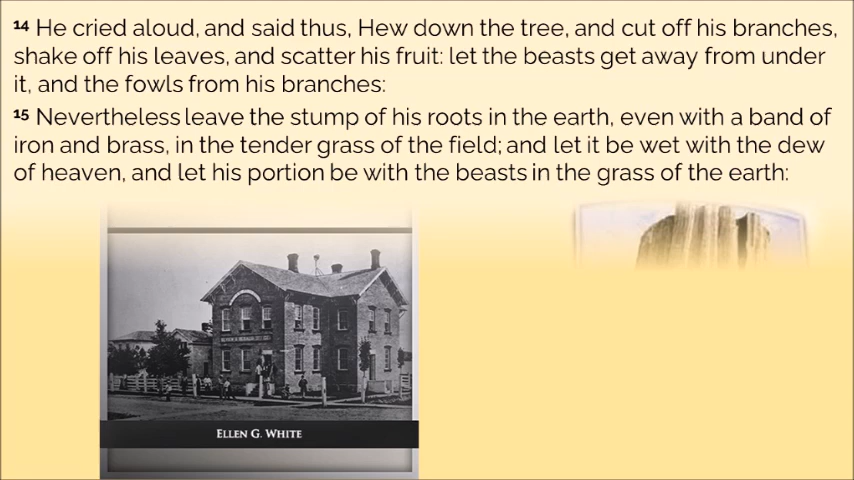 14 He cried aloud, and said thus, Hew down the tree, and cut off his branches,
shake off his leaves, and scatter his fruit: let the beasts get away from under
it, and the fowls from his branches:
15 Nevertheless leave the stump of his roots in the earth, even with a band of
iron and brass, in the tender grass of the field; and let it be wet with the dew
of heaven, and let his portion be with the beasts in the grass of the earth:
ELLEN G. WHITE